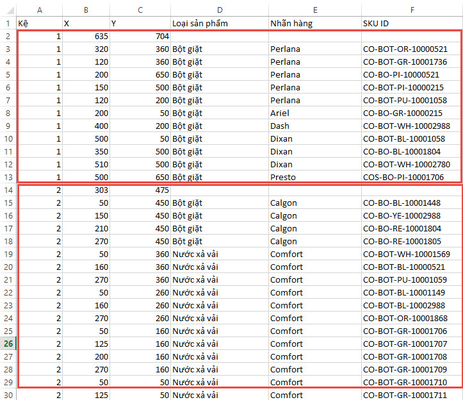 A B C D E F
1 Kệ X Y Loại sản phẩm Nhãn hàng SKU ID
2 1 635 704
3 1 320 360 Bột giặt Perlana CO-BOT-OR-10000521
4 1 120 360 Bột giặt Perlana CO-BOT-GR-10001736
5 1 200 650 Bột giặt Perlana CO-BO-PI-10000521
6 1 150 500 Bột giặt Perlana CO-BOT-PI-10000215
7 1 120 200 Bột giặt Perlana CO-BOT-PU-10001058
8 1 200 50 Bột giặt Ariel CO-BO-GR-10000215
9 1 400 200 Bột giặt Dash CO-BOT-WH-10002988
10 1 500 50 Bột giặt Dixan CO-BOT-BL-10001058
11 1 350 500 Bột giặt Dixan CO-BO-BL-10001804
12 1 510 500 Bột giặt Dixan CO-BOT-WH-10002780
13 1 500 650 Bột giặt Presto COS-BO-PI-10001706
14 2 303 475
15 2 50 450 Bột giặt Calgon CO-BO-BL-10001448
16 2 150 450 Bột giặt Calgon CO-BO-YE-10002988
17 2 210 450 Bột giặt Calgon CO-BO-RE-10001804
18 2 270 450 Bột giặt Calgon CO-BO-RE-10001805
19 2 50 360 Nước xả vải Comfort CO-BOT-WH-10001569
20 2 160 360 Nước xả vải Comfort CO-BOT-BL-10000521
21 2 270 360 Nước xả vải Comfort CO-BOT-PU-10001059
22 2 50 260 Nước xả vải Comfort CO-BOT-BL-10001149
23 2 160 260 Nước xả vải Comfort CO-BOT-BL-10002988
24 2 270 260 Nước xả vải Comfort CO-BOT-OR-10001868
25 2 50 160 Nước xả vải Comfort CO-BOT-GR-10001706
26 2 125 160 Nước xả vải Comfort CO-BOT-GR-10001707
27 2 200 160 Nước xả vải Comfort CO-BOT-GR-10001708
28 2 270 160 Nước xả vải Comfort CO-BOT-GR-10001709
29 2 50 50 Nước xả vải Comfort CO-BOT-GR-10001710
30 2 125 50 Nước xả vải Comfort CO-BOT-GR-10001711